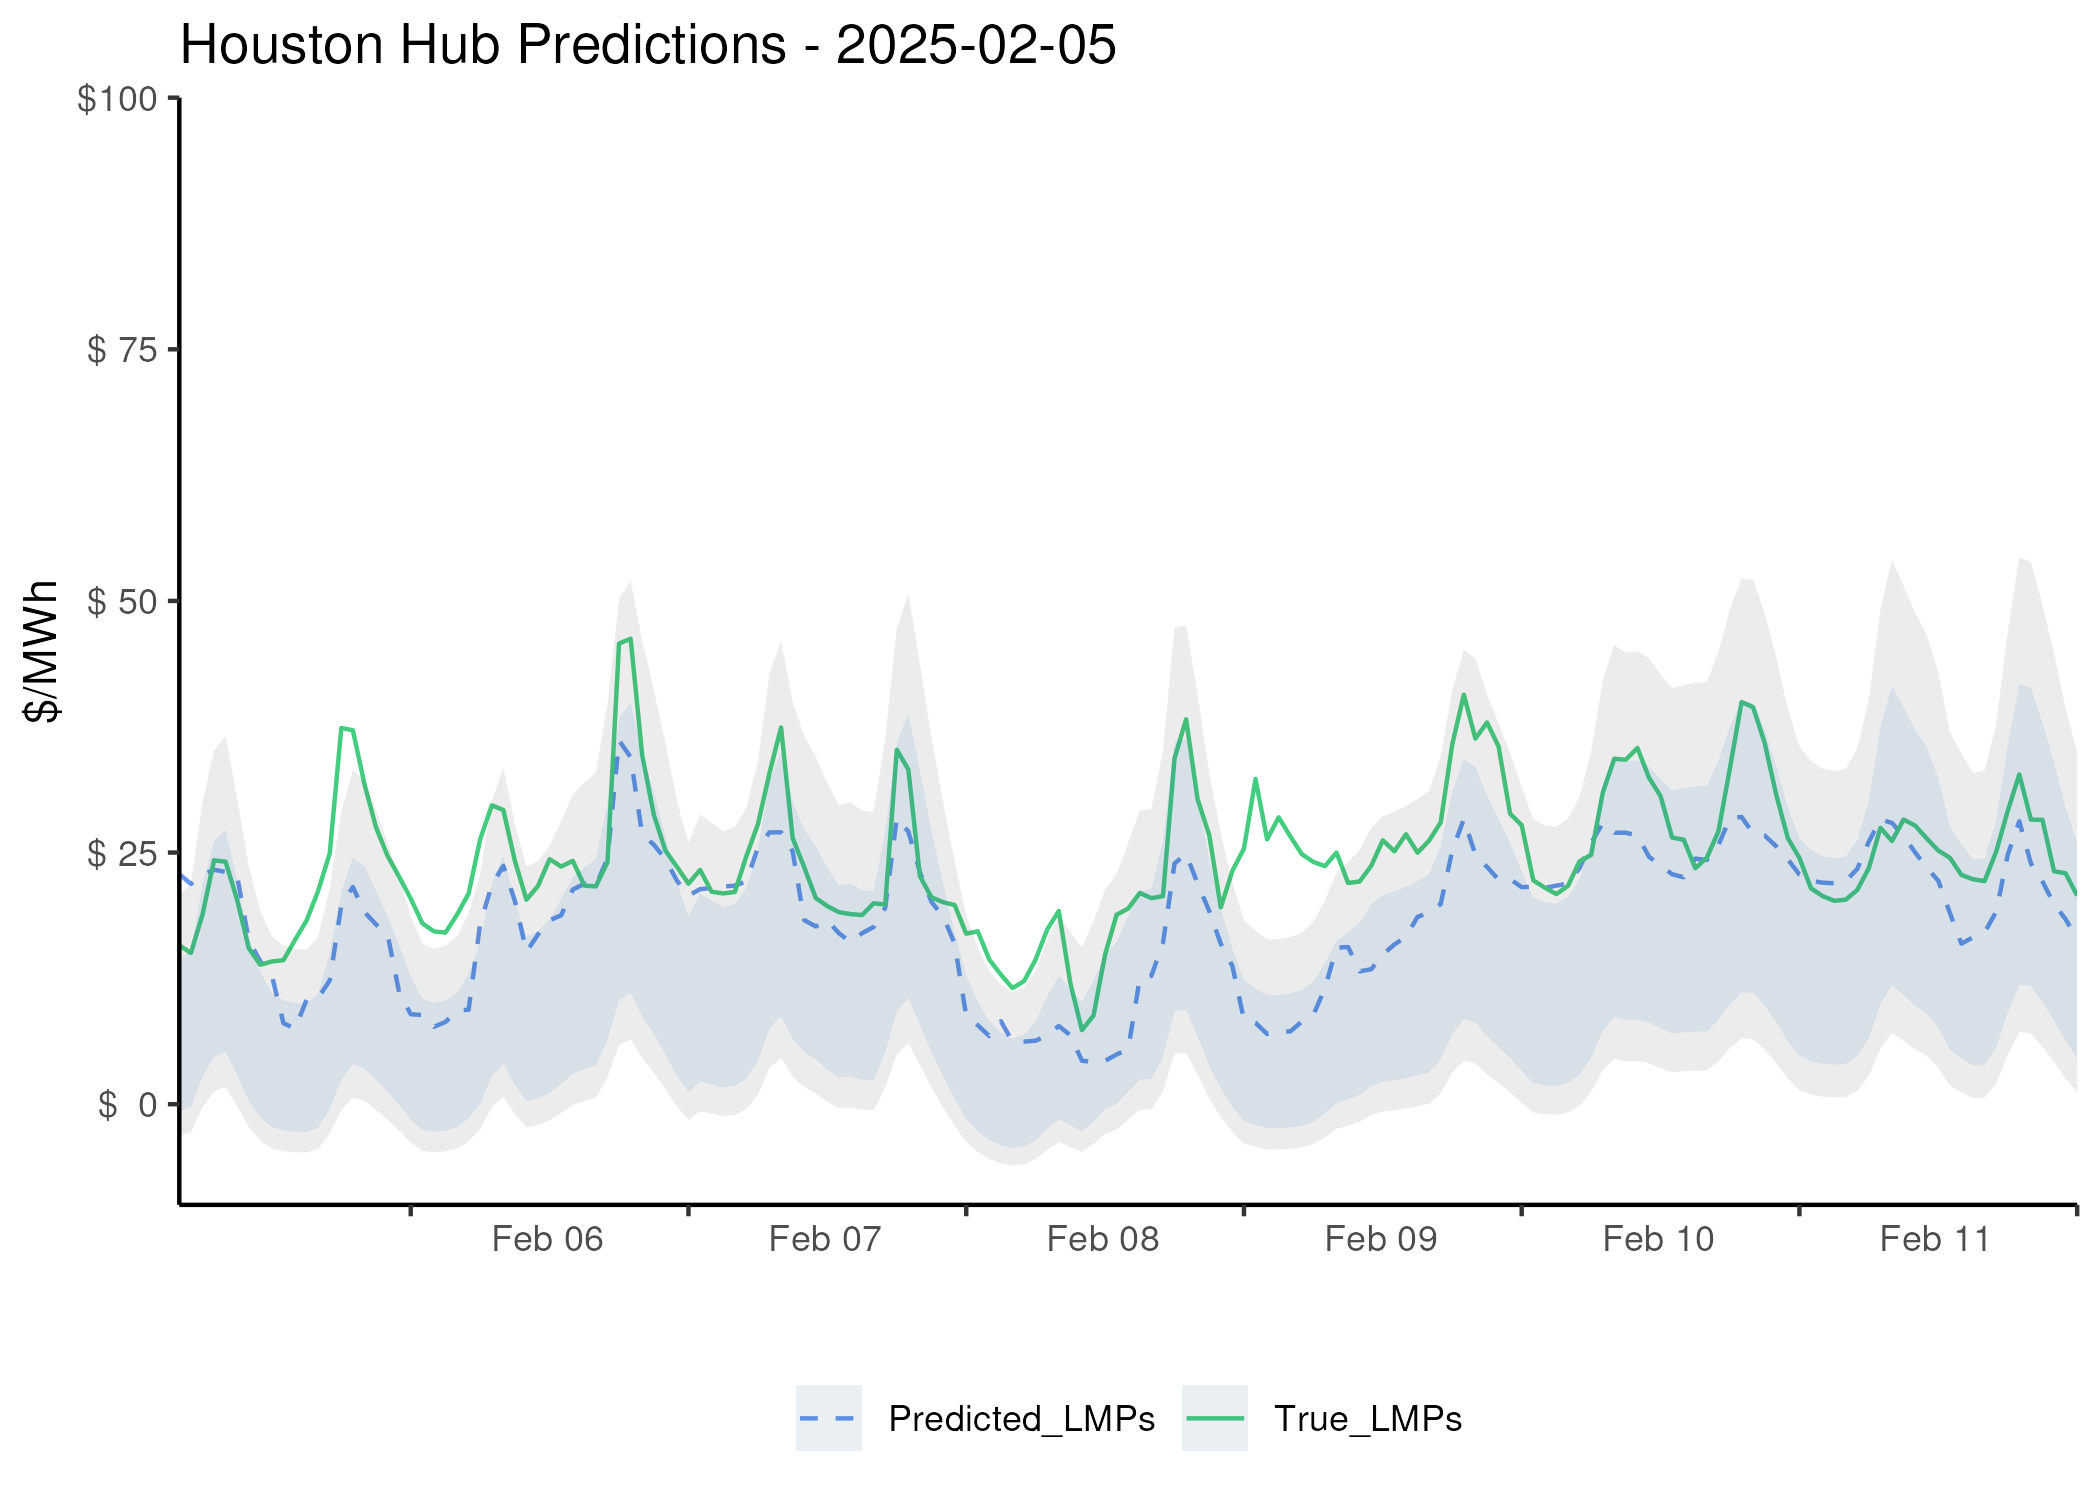 Houston Hub Predictions - 2025-02-05
$100
$ 75
$ 50
$ 25
$ 0
$/MWh
Feb 06 Feb 07 Feb 08 Feb 09 Feb 10 Feb 11
Predicted_LMPs True_LMPs